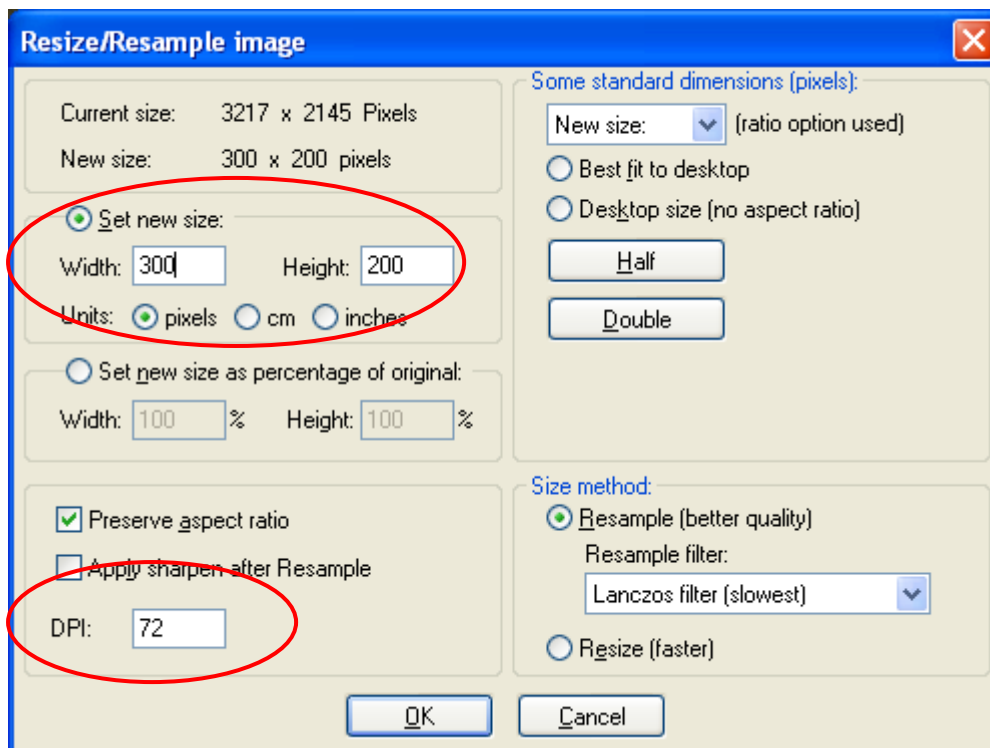 Resize/Resample image
Current size: 3217 x 2145 Pixels
New size: 300 x 200 pixels
Set new size:
Width: 300 Height: 200
Units: pixels cm inches
Set new size as percentage of original:
Width: 100 % Height: 100 %
Preserve aspect ratio
Apply sharpen after Resample
DPI: 72
Some standard dimensions (pixels):
New size: (ratio option used)
Best fit to desktop
Desktop size (no aspect ratio)
Half
Double
Size method:
Resample (better quality)
Resample filter:
Lanczos filter (slowest)
Resize (faster)
OK Cancel